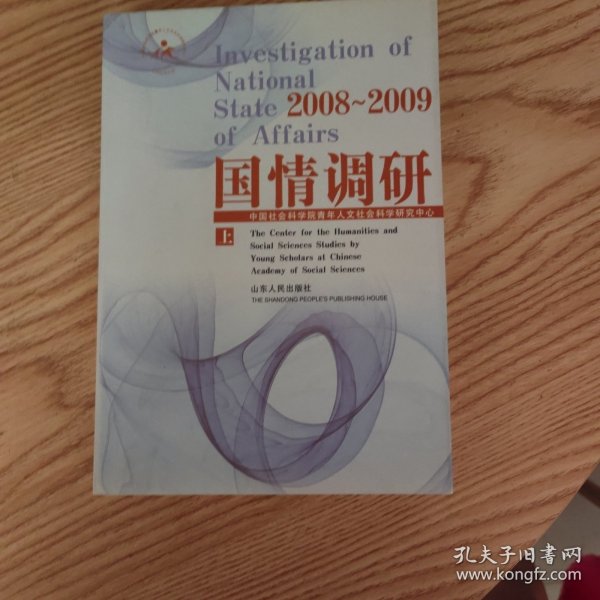 Investigation of
National
State 2008~2009
of Affairs
国情调研
中国社会科学院青年人文社会科学研究中心
上
The Center for the Humanities and
Social Sciences Studies by
Young Scholars at Chinese
Academy of Social Sciences
山东人民出版社
THE SHANDONG PEOPLE'S PUBLISHING HOUSE
孔夫子旧书网
www.kongfz.com